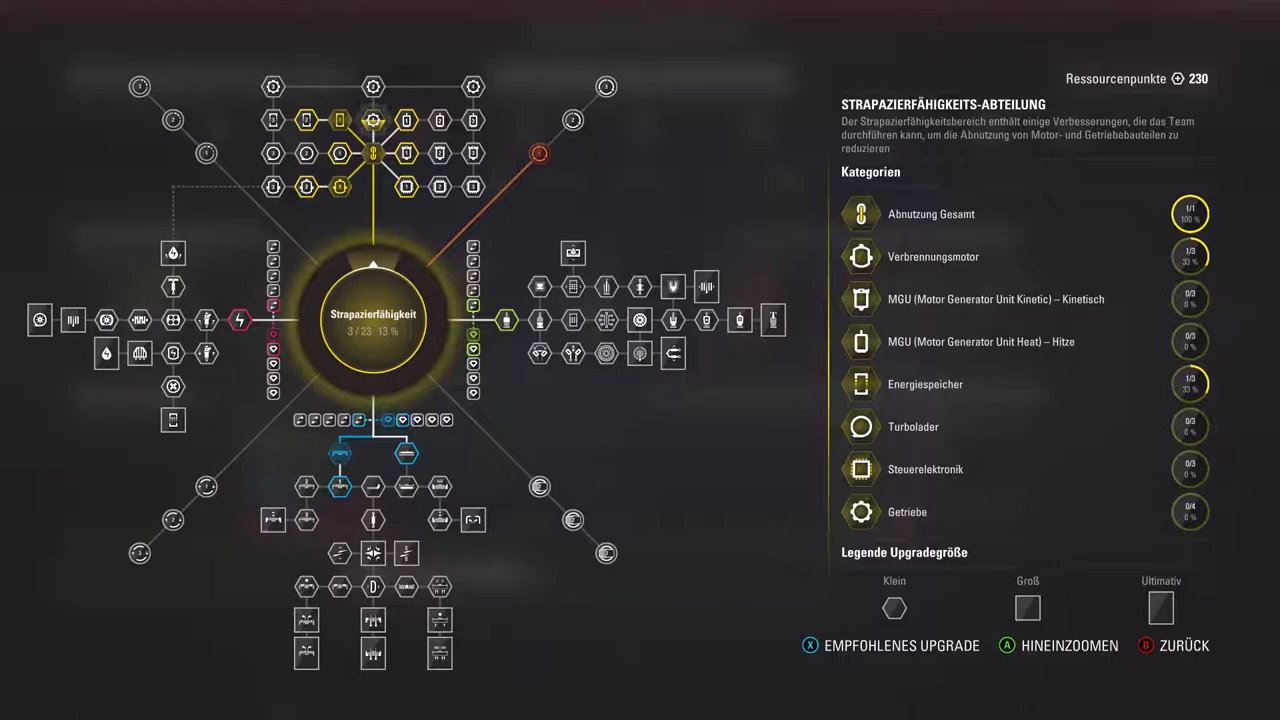 Ressourcenpunkte 230
STRAPAZIERFÄHIGKEITS-ABTEILUNG
Der Strapazierfähigkeitsbereich enthält einige Verbesserungen, die das Team
durchführen kann, um die Abnutzung von Motor- und Getriebebauteilen zu
reduzieren
Kategorien
Abnutzung Gesamt
1/1
100 %
Verbrennungsmotor
1/3
33 %
MGU (Motor Generator Unit Kinetic) – Kinetisch
0/3
0 %
MGU (Motor Generator Unit Heat) – Hitze
0/3
0 %
Energiespeicher
1/3
33 %
Turbolader
0/3
0 %
Steuerelektronik
0/3
0 %
Getriebe
0/4
0 %
Strapazierfähigkeit
3 / 23 13 %
Legende Upgradegröße
Klein
Groß
Ultimativ
X EMPFOHLENES UPGRADE
A HINEINZOOMEN
B ZURÜCK